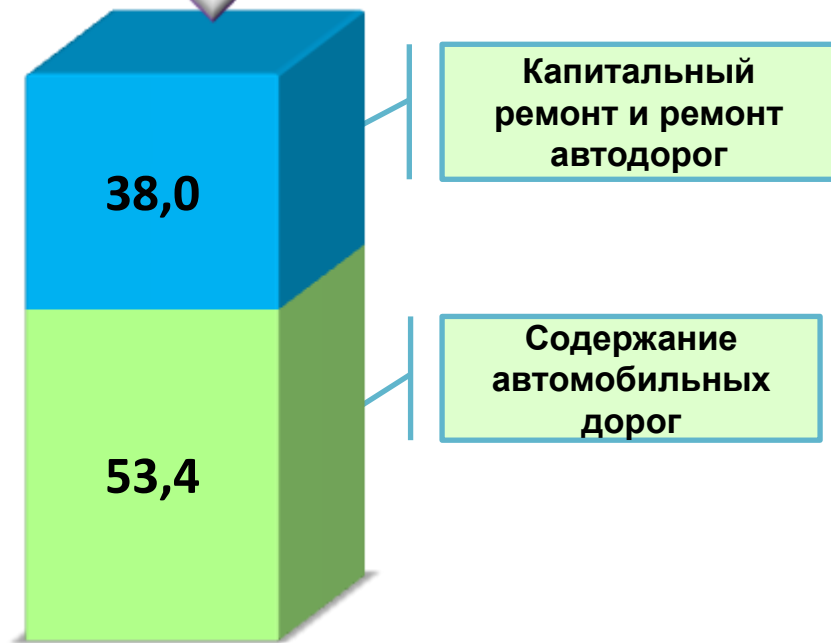 Капитальный
ремонт и ремонт
автодорог
38,0
Содержание
автомобильных
дорог
53,4